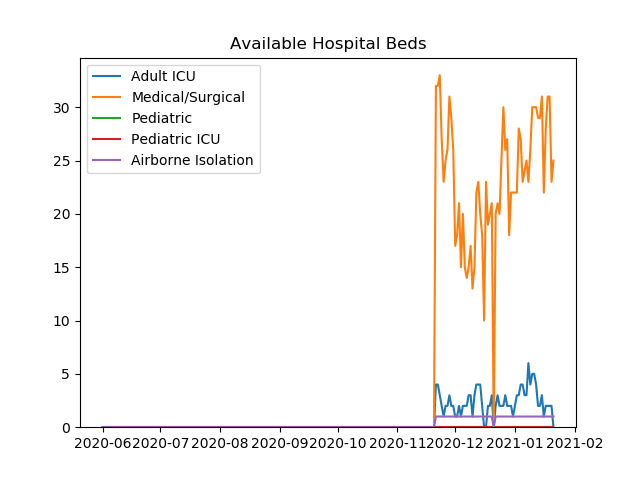 Available Hospital Beds
Adult ICU
Medical/Surgical
Pediatric
Pediatric ICU
Airborne Isolation
30
25
20
15
10
5
0
2020-06 2020-07 2020-08 2020-09 2020-10 2020-11 2020-12 2021-01 2021-02